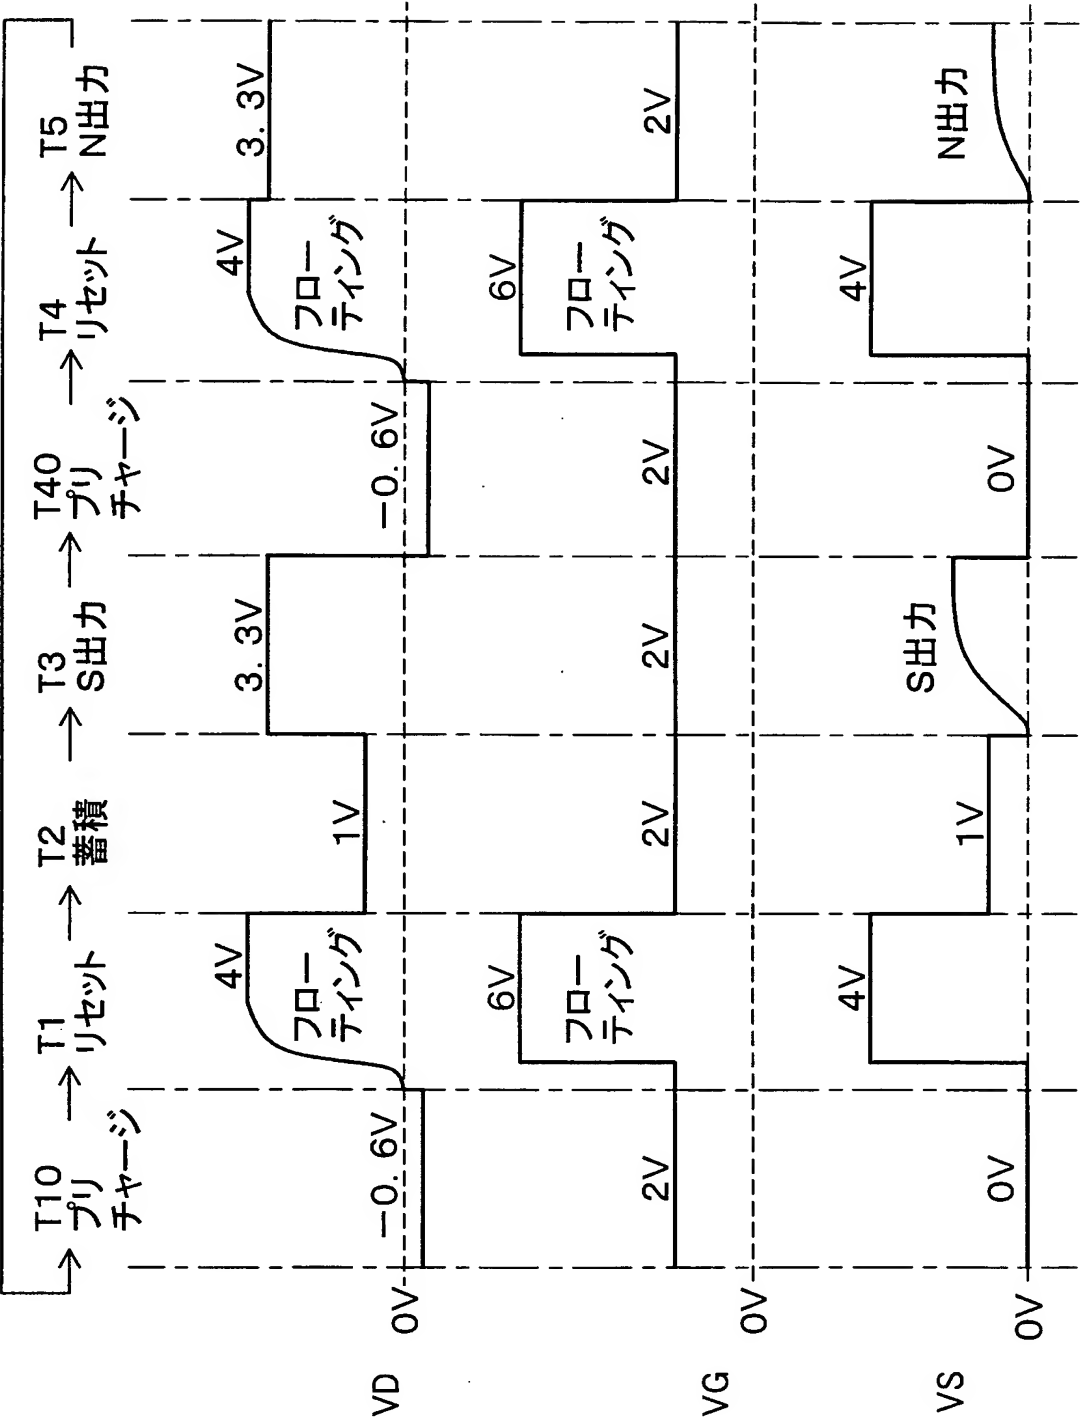 T10
プリ
チャージ
T1
リセット
T2
蓄積
T3
S出力
T40
プリ
チャージ
T4
リセット
T5
N出力
VD
0V
−0. 6V
4V
フロー
ティング
1V
3. 3V
−0. 6V
4V
フロー
ティング
3. 3V
VG
0V
2V
6V
フロー
ティング
2V
2V
2V
6V
フロー
ティング
2V
VS
0V
0V
4V
1V
S出力
0V
4V
N出力